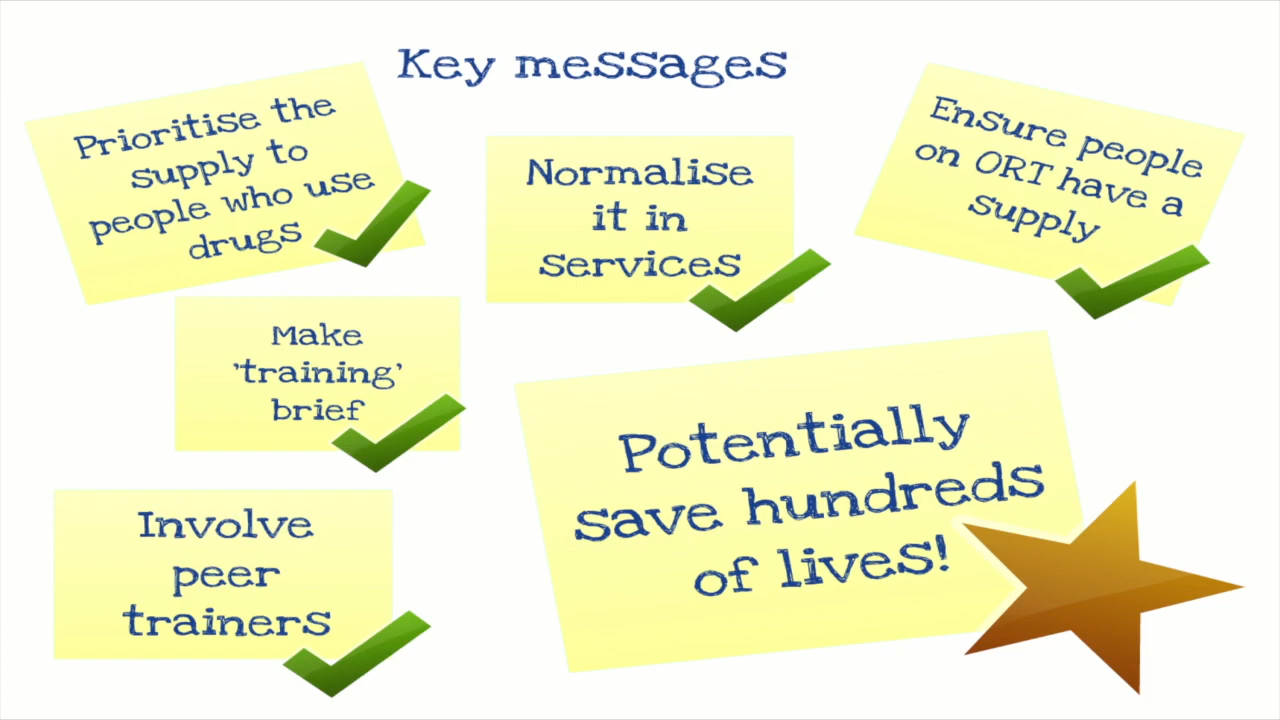 Key messages
Prioritise the
supply to
people who use
drugs
Normalise
it in
services
Ensure people
on ORT have a
supply
Make
'training'
brief
Potentially
save hundreds
of lives!
Involve
peer
trainers